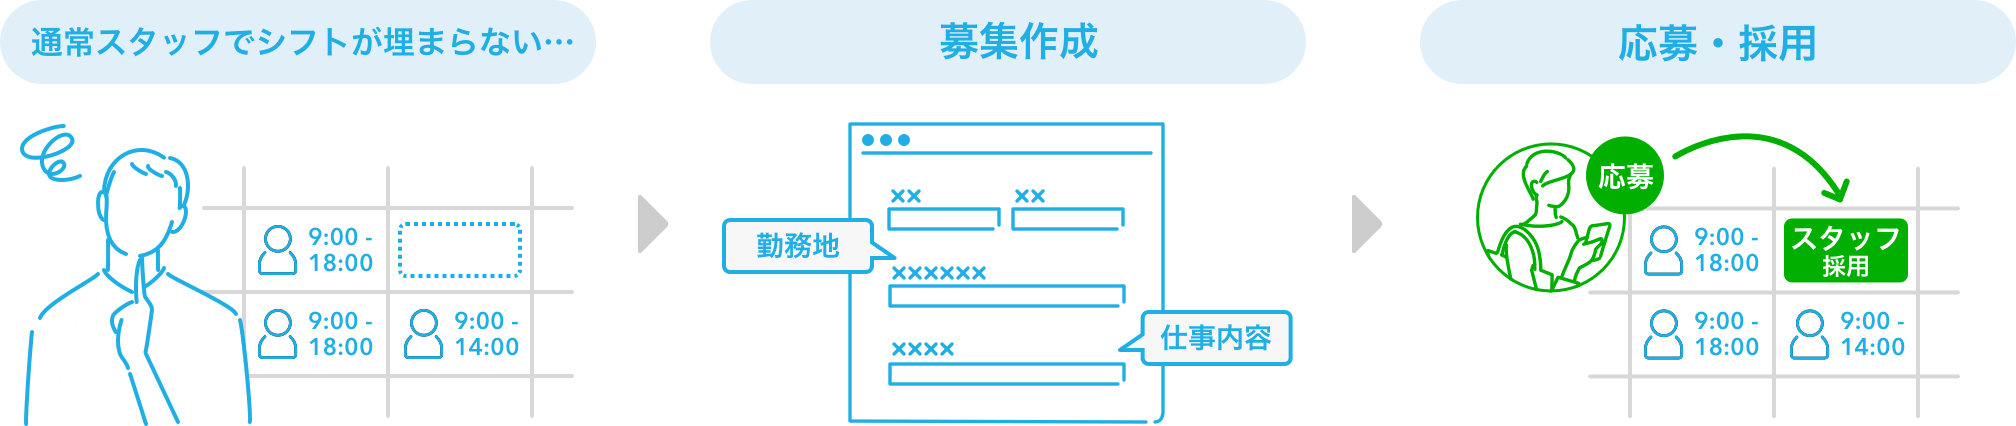 通常スタッフでシフトが埋まらない…
9:00 -
18:00
9:00 -
18:00
9:00 -
14:00
募集作成
××
××
勤務地
××××××
仕事内容
××××
応募・採用
応募
9:00 -
18:00
スタッフ
採用
9:00 -
18:00
9:00 -
14:00